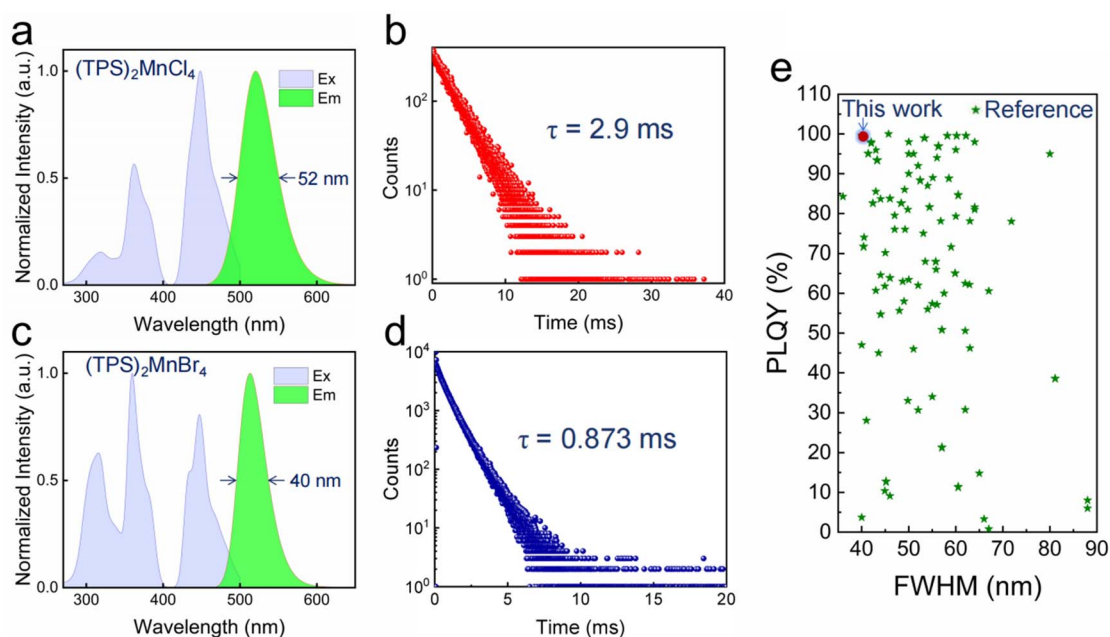 a
(TPS)₂MnCl₄
Ex
Em
52 nm
Normalized Intensity (a.u.)
1.0
0.5
0.0
300 400 500 600
Wavelength (nm)
b
τ = 2.9 ms
Counts
10²
10¹
10⁰
0 10 20 30 40
Time (ms)
c
(TPS)₂MnBr₄
Ex
Em
40 nm
Normalized Intensity (a.u.)
1.0
0.5
0.0
300 400 500 600
Wavelength (nm)
d
τ = 0.873 ms
Counts
10⁴
10³
10²
10¹
10⁰
0 5 10 15 20
Time (ms)
e
This work
Reference
PLQY (%)
110
100
90
80
70
60
50
40
30
20
10
0
40 50 60 70 80 90
FWHM (nm)